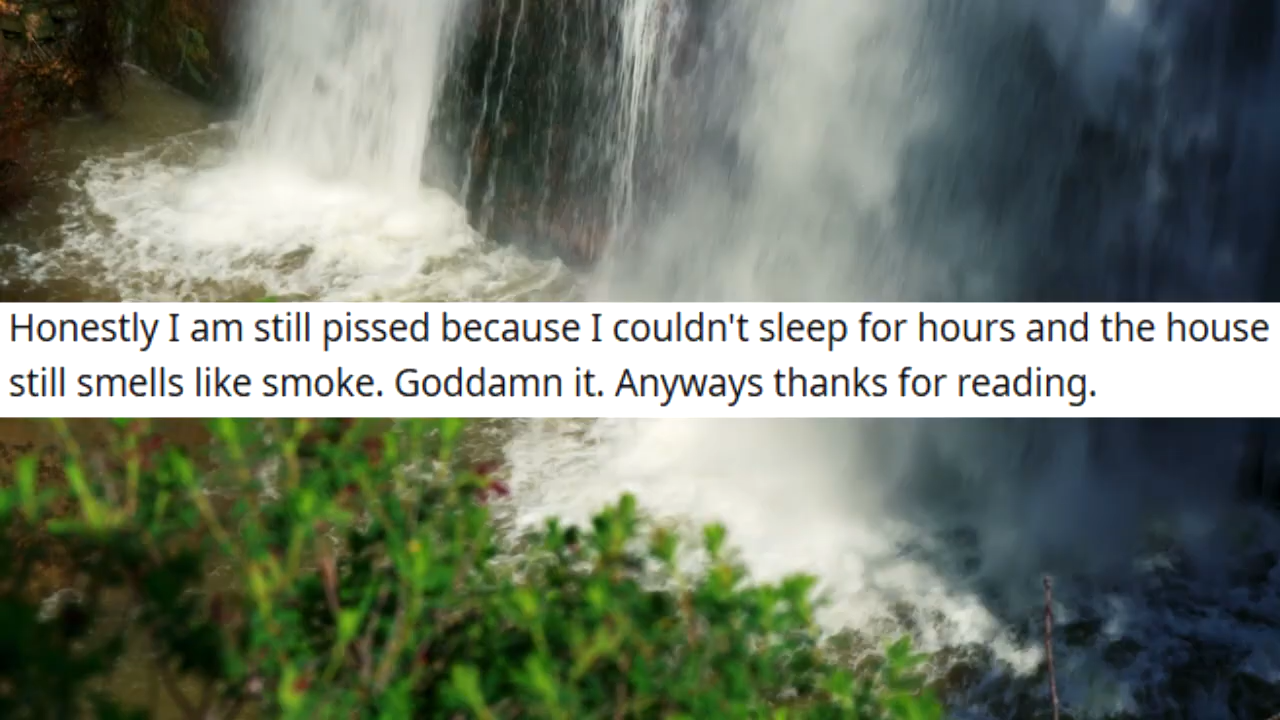 Honestly I am still pissed because I couldn't sleep for hours and the house
still smells like smoke. Goddamn it. Anyways thanks for reading.